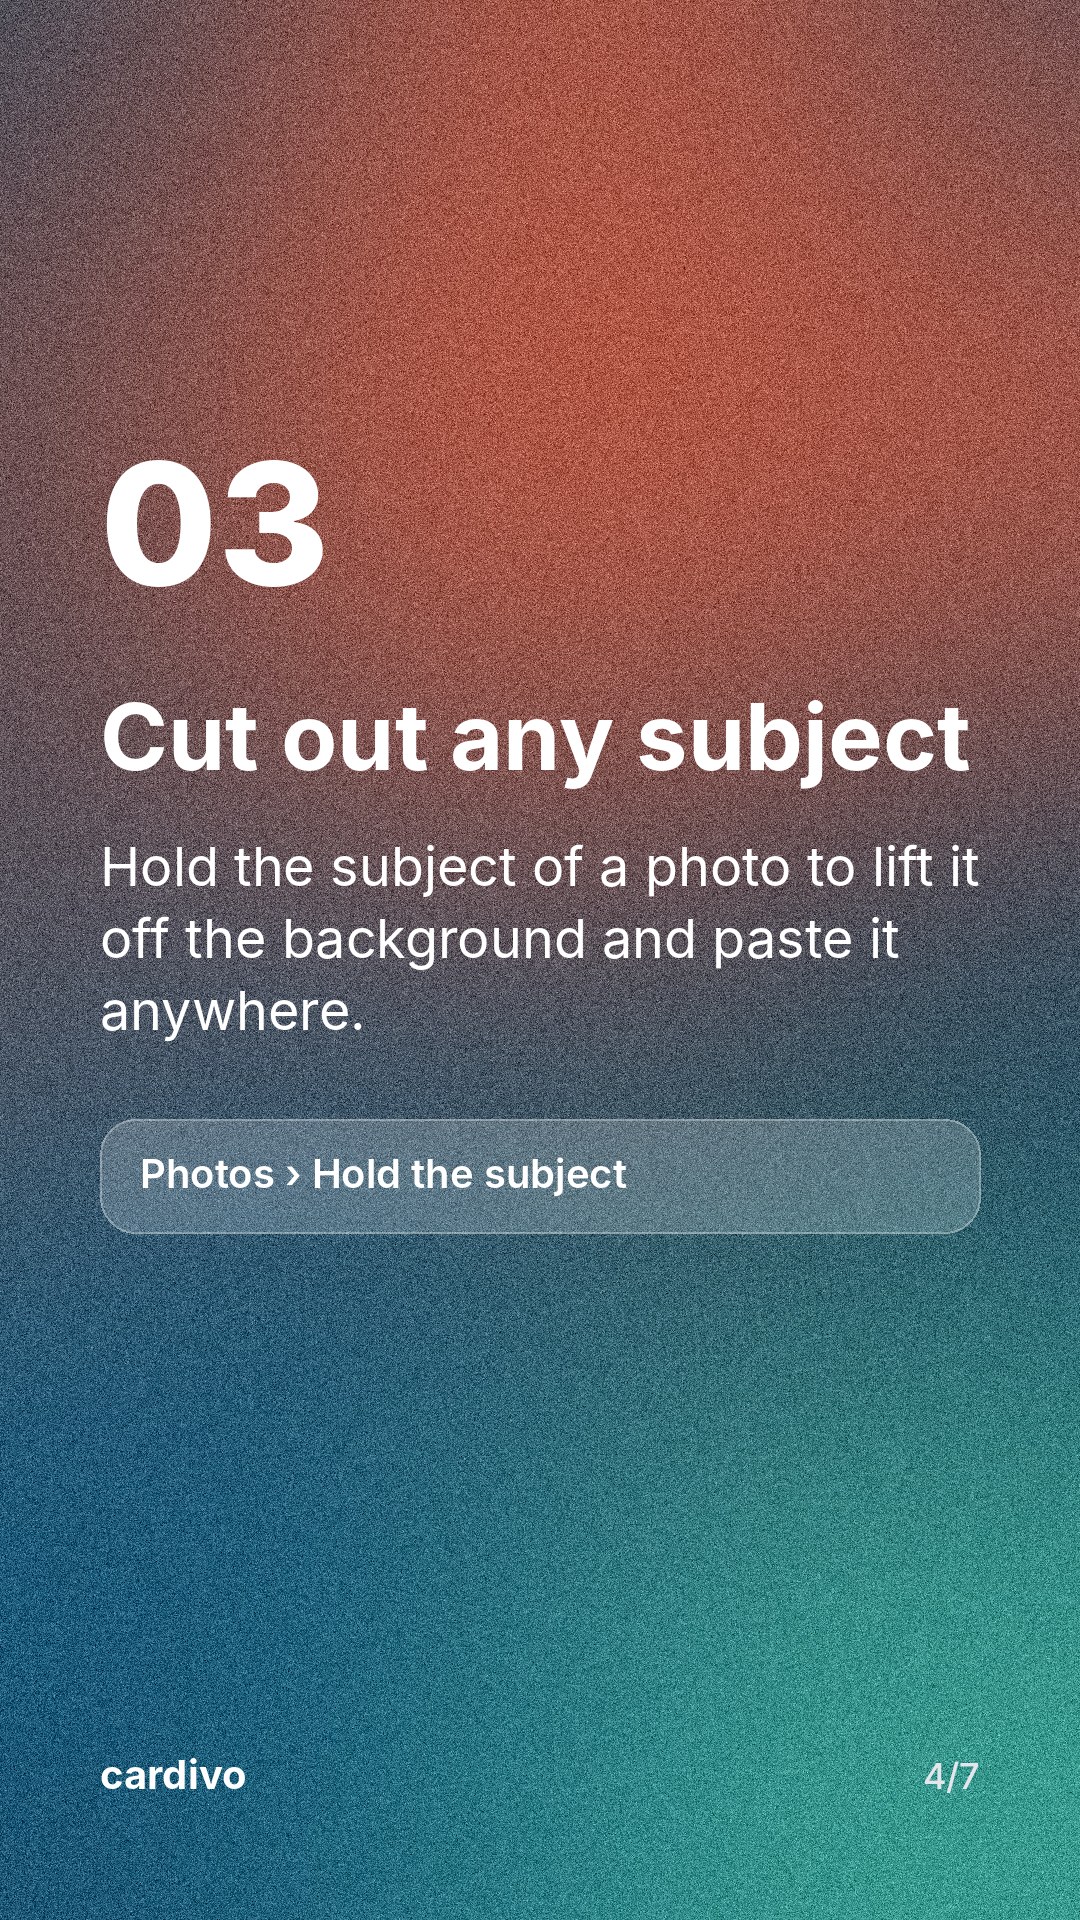 03
Cut out any subject
Hold the subject of a photo to lift it
off the background and paste it
anywhere.
Photos › Hold the subject
cardivo
4/7